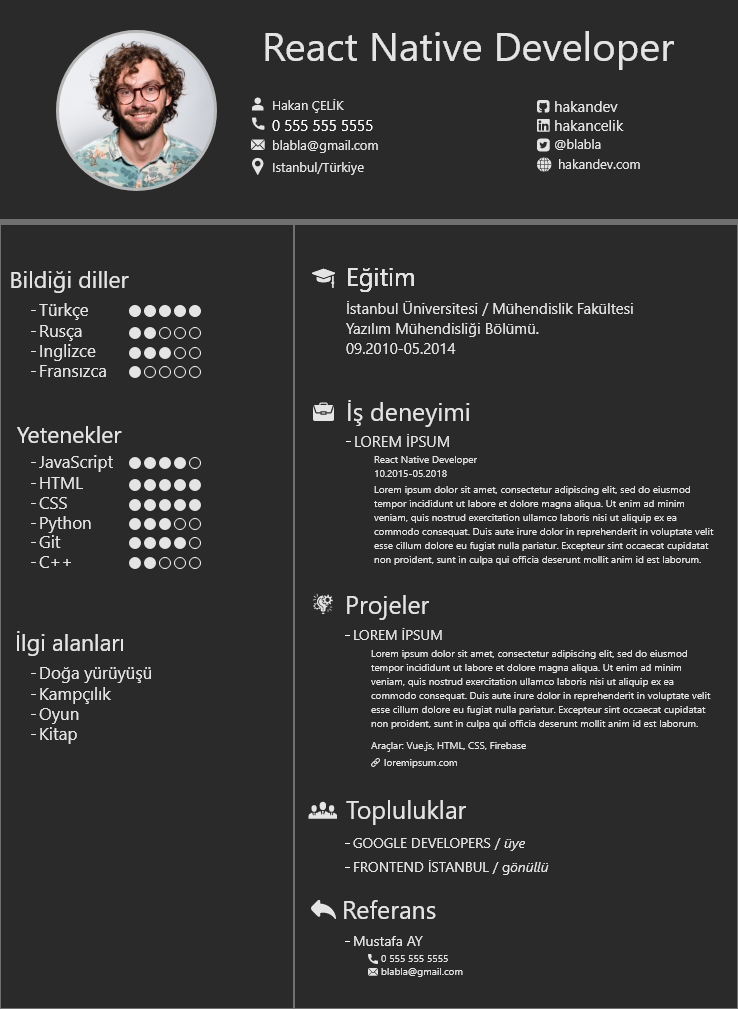 React Native Developer
Hakan ÇELİK
0 555 555 5555
blabla@gmail.com
Istanbul/Türkiye
hakandev
hakancelik
@blabla
hakandev.com
Bildiği diller
-Türkçe
-Rusça
-Inglizce
-Fransızca
Yetenekler
-JavaScript
-HTML
-CSS
-Python
-Git
-C++
İlgi alanları
-Doğa yürüyüşü
-Kampçılık
-Oyun
-Kitap
Eğitim
İstanbul Üniversitesi / Mühendislik Fakültesi
Yazılım Mühendisliği Bölümü.
09.2010-05.2014
İş deneyimi
-LOREM İPSUM
React Native Developer
10.2015-05.2018
Lorem ipsum dolor sit amet, consectetur adipiscing elit, sed do eiusmod
tempor incididunt ut labore et dolore magna aliqua. Ut enim ad minim
veniam, quis nostrud exercitation ullamco laboris nisi ut aliquip ex ea
commodo consequat. Duis aute irure dolor in reprehenderit in voluptate velit
esse cillum dolore eu fugiat nulla pariatur. Excepteur sint occaecat cupidatat
non proident, sunt in culpa qui officia deserunt mollit anim id est laborum.
Projeler
-LOREM İPSUM
Lorem ipsum dolor sit amet, consectetur adipiscing elit, sed do eiusmod
tempor incididunt ut labore et dolore magna aliqua. Ut enim ad minim
veniam, quis nostrud exercitation ullamco laboris nisi ut aliquip ex ea
commodo consequat. Duis aute irure dolor in reprehenderit in voluptate velit
esse cillum dolore eu fugiat nulla pariatur. Excepteur sint occaecat cupidatat
non proident, sunt in culpa qui officia deserunt mollit anim id est laborum.
Araçlar: Vue.js, HTML, CSS, Firebase
loremipsum.com
Topluluklar
-GOOGLE DEVELOPERS / üye
-FRONTEND İSTANBUL / gönüllü
Referans
-Mustafa AY
0 555 555 5555
blabla@gmail.com